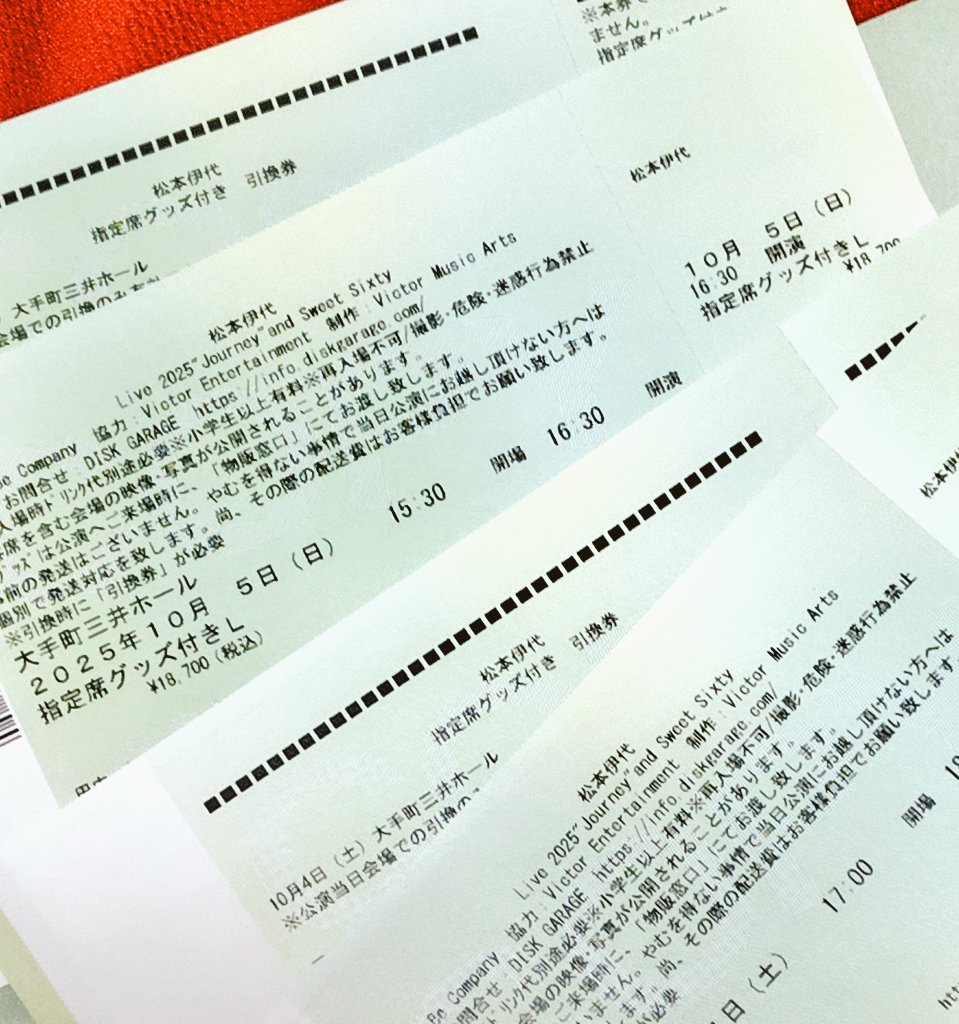 ※本券で
ません。
指定席グッズ付
松本伊代
指定席グッズ付き 引換券
大手町三井ホール
会場での引換のみ有効
松本伊代
Live 2025"Journey"and Sweet Sixty
協力:Victor Entertainment 制作:Victor Music Arts
Be Company
お問合せ:DISK GARAGE https://info.diskgarage.com/
入場時ドリンク代別途必要※小学生以上有料※再入場不可/撮影・危険・迷惑行為禁止
席を含む会場の映像・写真が公開されることがあります。
グッズは公演へご来場時に、「物販窓口」にてお渡し致します。
事前の発送はございません。やむを得ない事情で当日公演にお越し頂けない方へは
個別で発送対応を致します。尚、その際の配送費はお客様負担でお願い致します。
※引換時に「引換券」が必要
大手町三井ホール
2025年10月 5日(日) 15:30 開場 16:30 開演
指定席グッズ付きL
¥18,700(税込)
松本伊代
10月 5日(日)
16:30 開演
指定席グッズ付きL
¥18,700
松本伊代
指定席グッズ付き 引換券
10月4日(土) 大手町三井ホール
※公演当日会場での引換の
松本伊代
Live 2025"Journey"and Sweet Sixty
協力:Victor Entertainment 制作:Victor Music Arts
Be Company
問合せ:DISK GARAGE https://info.diskgarage.com/
リンク代別途必要※小学生以上有料※再入場不可/撮影・危険・迷惑行為禁止
会場の映像・写真が公開されることがあります。
ご来場時に、「物販窓口」にてお渡し致します。
いません。やむを得ない事情で当日公演にお越し頂けない方へは
ます。尚、その際の配送費はお客様負担でお願い致します。
が必要
日(土) 17:00 開場
松本伊